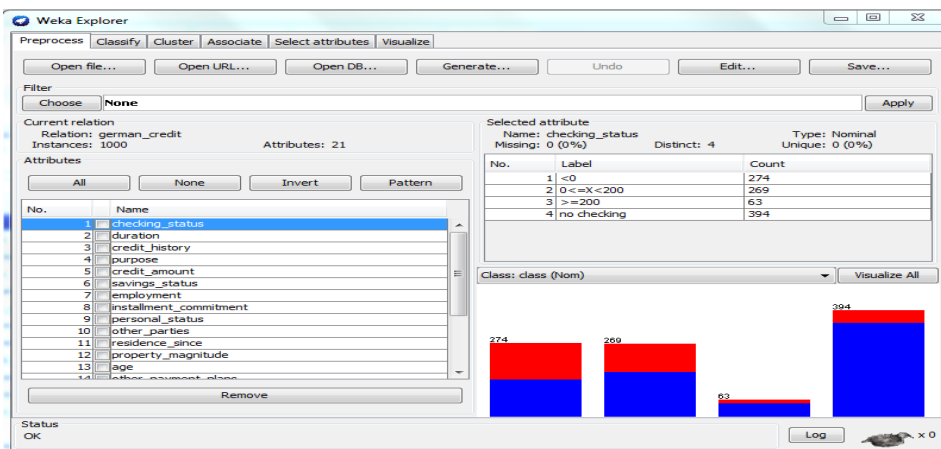 Weka Explorer
Preprocess Classify Cluster Associate Select attributes Visualize
Open file... Open URL... Open DB... Generate... Undo Edit... Save...
Filter
Choose None Apply
Current relation
Relation: german_credit
Instances: 1000 Attributes: 21
Attributes
All None Invert Pattern
No. Name
1 checking_status
2 duration
3 credit_history
4 purpose
5 credit_amount
6 savings_status
7 employment
8 installment_commitment
9 personal_status
10 other_parties
11 residence_since
12 property_magnitude
13 age
14 other_payment_plans
Remove
Selected attribute
Name: checking_status Type: Nominal
Missing: 0 (0%) Distinct: 4 Unique: 0 (0%)
No. Label Count
1 <0 274
2 0<=X<200 269
3 >=200 63
4 no checking 394
Class: class (Nom) Visualize All
274
269
63
394
Status
OK
Log x 0